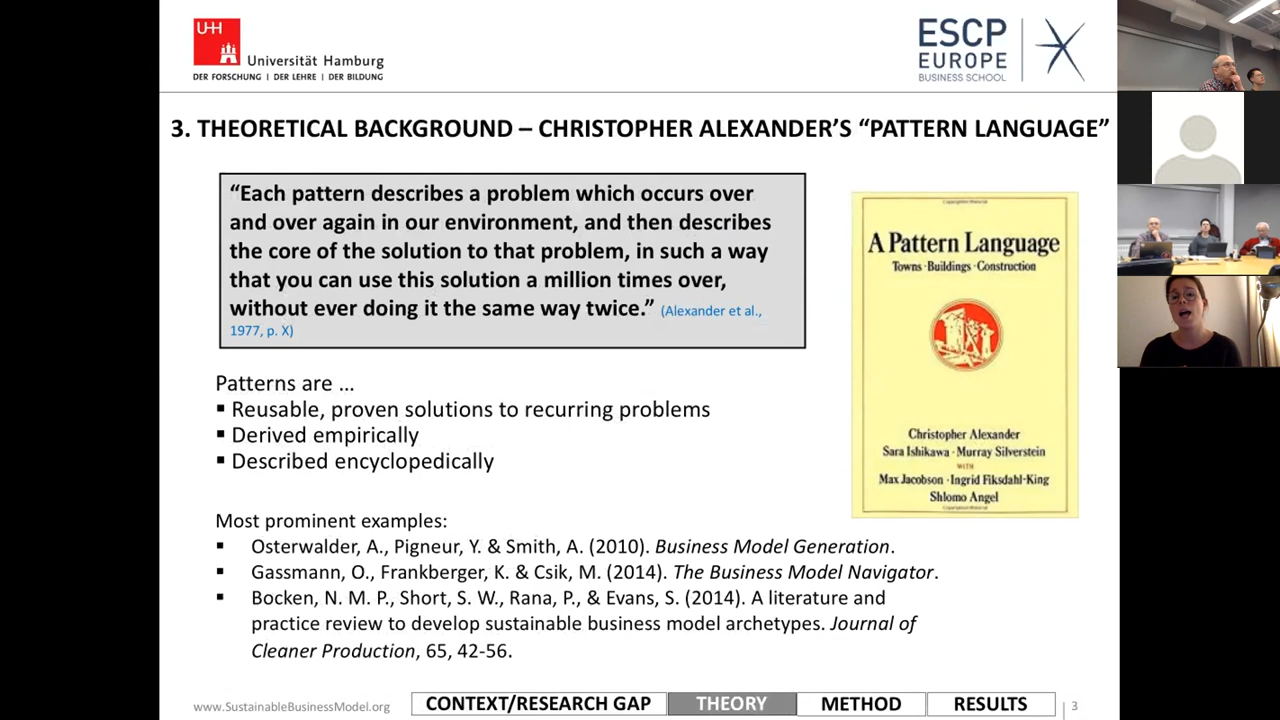 UHH
Universität Hamburg
DER FORSCHUNG | DER LEHRE | DER BILDUNG
ESCP
EUROPE
BUSINESS SCHOOL
3. THEORETICAL BACKGROUND – CHRISTOPHER ALEXANDER’S “PATTERN LANGUAGE”
“Each pattern describes a problem which occurs over
and over again in our environment, and then describes
the core of the solution to that problem, in such a way
that you can use this solution a million times over,
without ever doing it the same way twice.” (Alexander et al.,
1977, p. X)
Copyrighted Material
A Pattern Language
Towns · Buildings · Construction
Christopher Alexander
Sara Ishikawa · Murray Silverstein
WITH
Max Jacobson · Ingrid Fiksdahl-King
Shlomo Angel
Copyrighted Material
Patterns are …
▪ Reusable, proven solutions to recurring problems
▪ Derived empirically
▪ Described encyclopedically
Most prominent examples:
▪ Osterwalder, A., Pigneur, Y. & Smith, A. (2010). Business Model Generation.
▪ Gassmann, O., Frankberger, K. & Csik, M. (2014). The Business Model Navigator.
▪ Bocken, N. M. P., Short, S. W., Rana, P., & Evans, S. (2014). A literature and
practice review to develop sustainable business model archetypes. Journal of
Cleaner Production, 65, 42-56.
www.SustainableBusinessModel.org
CONTEXT/RESEARCH GAP
THEORY
METHOD
RESULTS
3